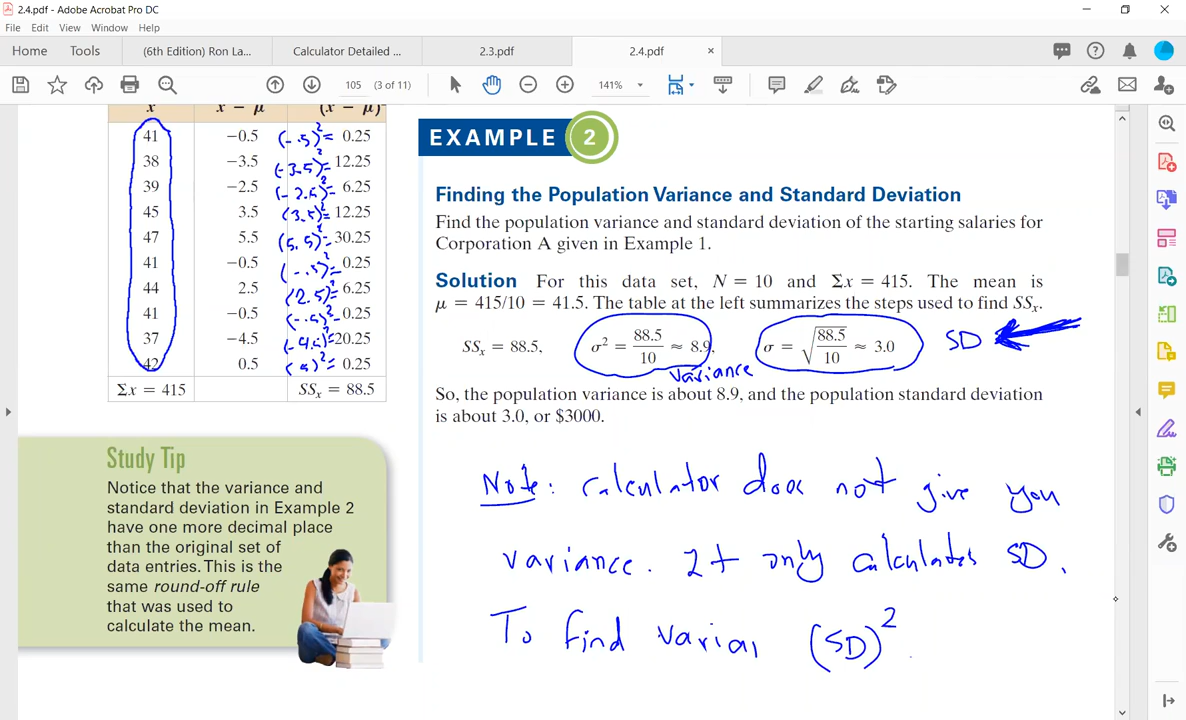 2.4.pdf - Adobe Acrobat Pro DC
File Edit View Window Help
Home Tools (6th Edition) Ron La... Calculator Detailed ... 2.3.pdf 2.4.pdf ×
105 (3 of 11) 141%
x x − μ (x − μ)
41 −0.5 (-.5)²= 0.25
38 −3.5 (-3.5)²= 12.25
39 −2.5 (-2.5)²= 6.25
45 3.5 (3.5)²= 12.25
47 5.5 (5.5)²= 30.25
41 −0.5 (-.5)²= 0.25
44 2.5 (2.5)²= 6.25
41 −0.5 (-.5)²= 0.25
37 −4.5 (-4.5)²= 20.25
42 0.5 (.5)²= 0.25
Σx = 415 SSₓ = 88.5
Study Tip
Notice that the variance and
standard deviation in Example 2
have one more decimal place
than the original set of
data entries. This is the
same round-off rule
that was used to
calculate the mean.
EXAMPLE 2
Finding the Population Variance and Standard Deviation
Find the population variance and standard deviation of the starting salaries for
Corporation A given in Example 1.
Solution For this data set, N = 10 and Σx = 415. The mean is
μ = 415/10 = 41.5. The table at the left summarizes the steps used to find SSₓ.
SSₓ = 88.5, σ² = 88.5/10 ≈ 8.9, σ = √(88.5/10) ≈ 3.0 SD
Variance
So, the population variance is about 8.9, and the population standard deviation
is about 3.0, or $3000.
Note: Calculator does not give you
variance. It only calculates SD.
To find varian (SD)²